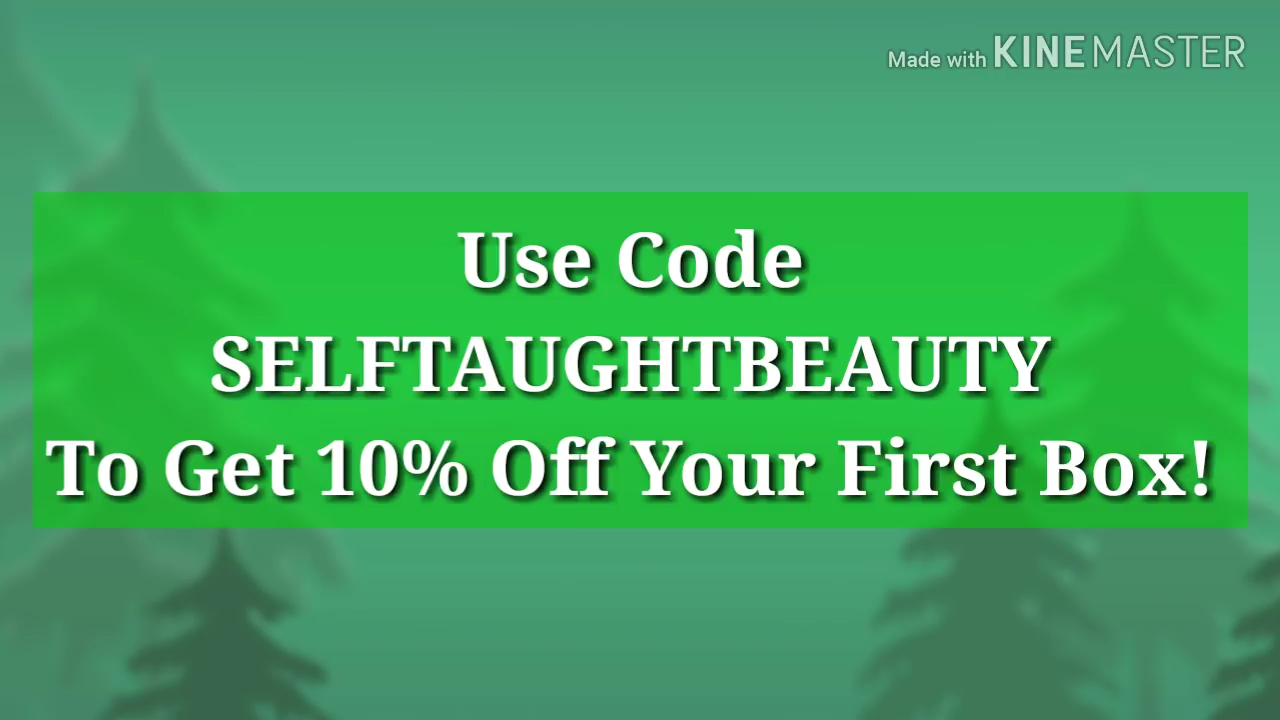 Made with KINEMASTER
Use Code
SELFTAUGHTBEAUTY
To Get 10% Off Your First Box!